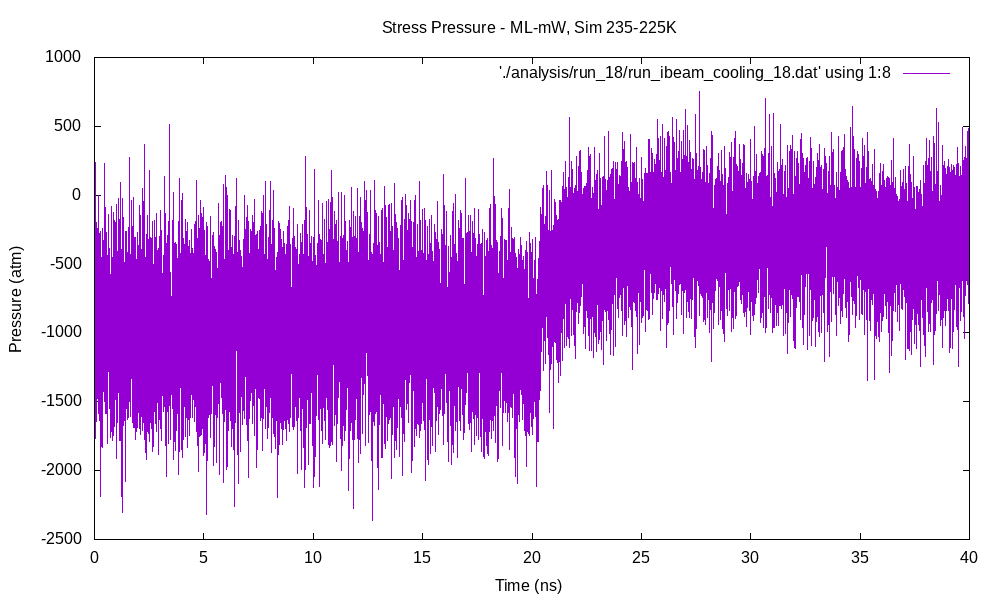 Stress Pressure - ML-mW, Sim 235-225K
'./analysis/run_18/run_ibeam_cooling_18.dat' using 1:8
1000
500
0
-500
-1000
-1500
-2000
-2500
Pressure (atm)
0 5 10 15 20 25 30 35 40
Time (ns)